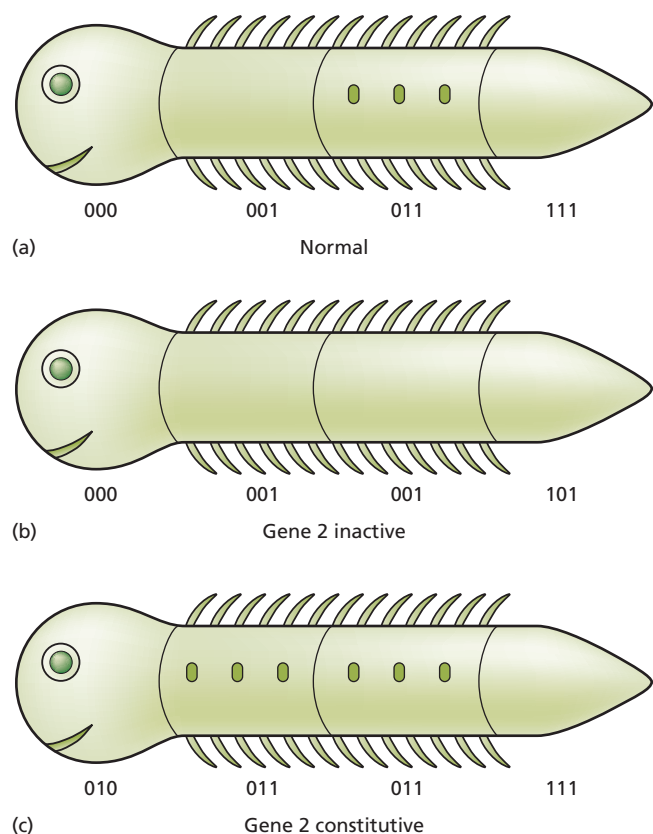 000 001 011 111
(a) Normal
000 001 001 101
(b) Gene 2 inactive
010 011 011 111
(c) Gene 2 constitutive